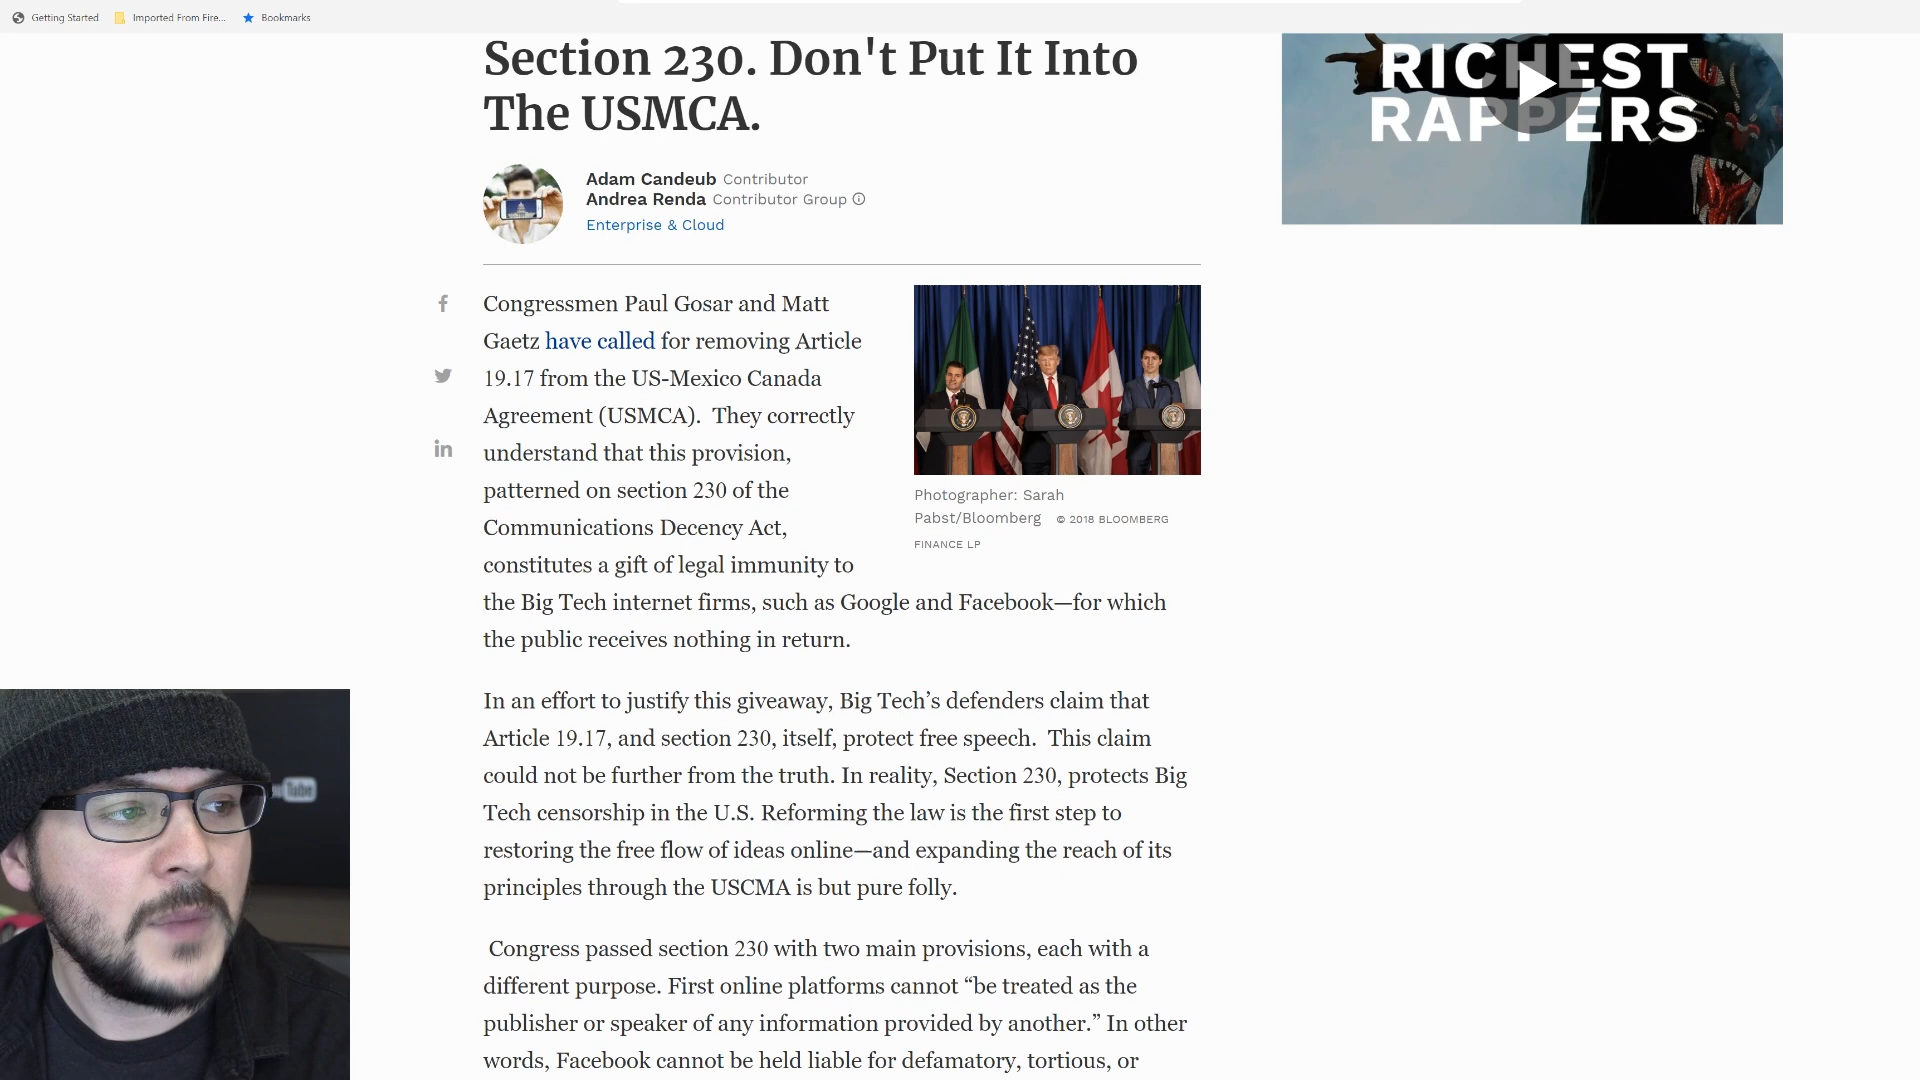 Getting Started
Imported From Fire...
Bookmarks
Section 230. Don't Put It Into
The USMCA.
RICHEST
RAPPERS
Adam Candeub Contributor
Andrea Renda Contributor Group
Enterprise & Cloud
Congressmen Paul Gosar and Matt
Gaetz have called for removing Article
19.17 from the US-Mexico Canada
Agreement (USMCA).  They correctly
understand that this provision,
patterned on section 230 of the
Communications Decency Act,
constitutes a gift of legal immunity to
the Big Tech internet firms, such as Google and Facebook—for which
the public receives nothing in return.
Photographer: Sarah
Pabst/Bloomberg © 2018 BLOOMBERG
FINANCE LP
In an effort to justify this giveaway, Big Tech’s defenders claim that
Article 19.17, and section 230, itself, protect free speech.  This claim
could not be further from the truth. In reality, Section 230, protects Big
Tech censorship in the U.S. Reforming the law is the first step to
restoring the free flow of ideas online—and expanding the reach of its
principles through the USCMA is but pure folly.
Congress passed section 230 with two main provisions, each with a
different purpose. First online platforms cannot “be treated as the
publisher or speaker of any information provided by another.” In other
words, Facebook cannot be held liable for defamatory, tortious, or
Tube